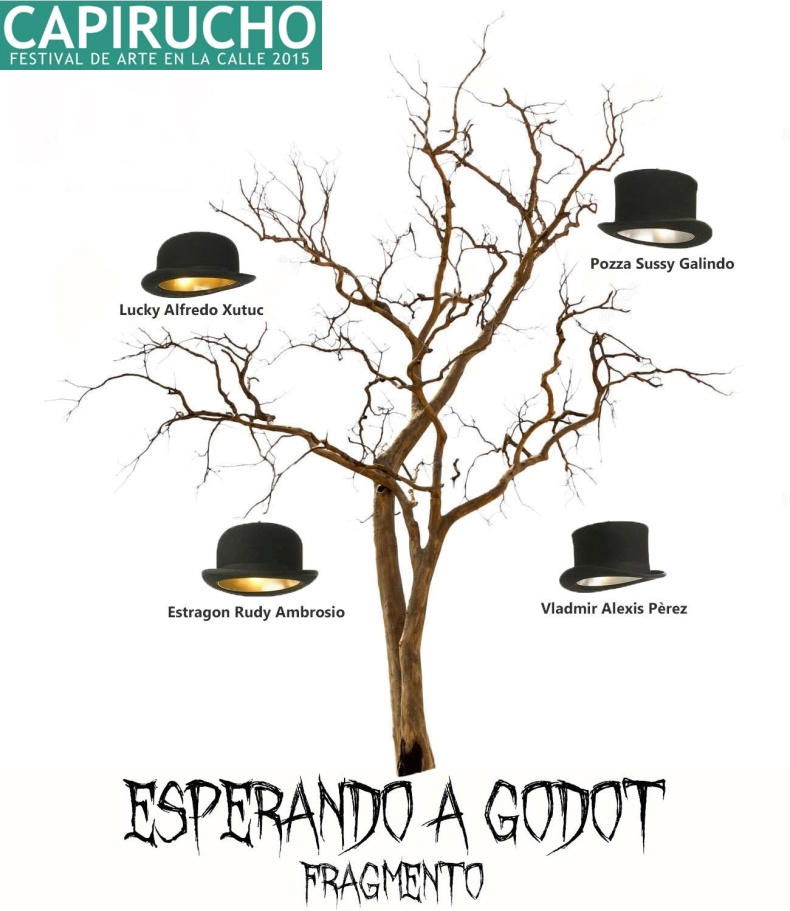 CAPIRUCHO
FESTIVAL DE ARTE EN LA CALLE 2015
Pozza Sussy Galindo
Lucky Alfredo Xutuc
Estragon Rudy Ambrosio
Vladmir Alexis Pèrez
ESPERANDO A GODOT
FRAGMENTO